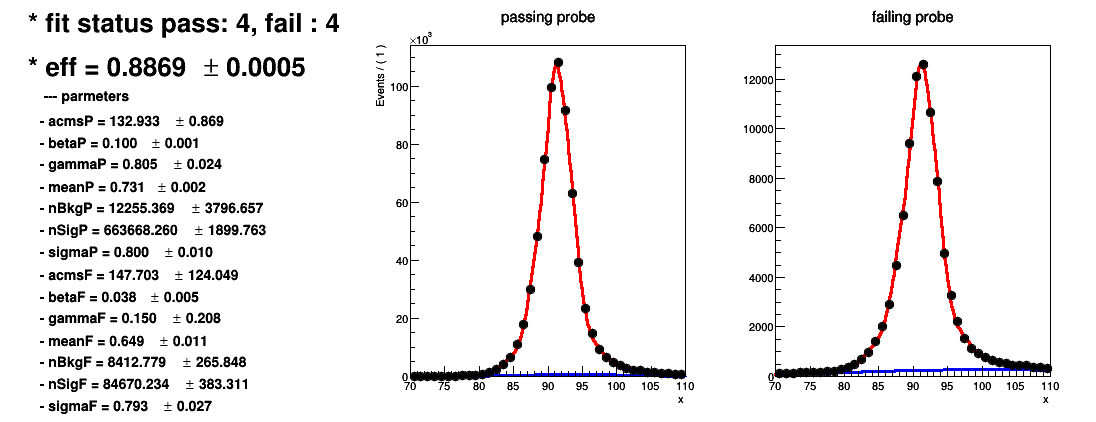 * fit status pass: 4, fail : 4
* eff = 0.8869 ± 0.0005
--- parmeters
- acmsP = 132.933 ± 0.869
- betaP = 0.100 ± 0.001
- gammaP = 0.805 ± 0.024
- meanP = 0.731 ± 0.002
- nBkgP = 12255.369 ± 3796.657
- nSigP = 663668.260 ± 1899.763
- sigmaP = 0.800 ± 0.010
- acmsF = 147.703 ± 124.049
- betaF = 0.038 ± 0.005
- gammaF = 0.150 ± 0.208
- meanF = 0.649 ± 0.011
- nBkgF = 8412.779 ± 265.848
- nSigF = 84670.234 ± 383.311
- sigmaF = 0.793 ± 0.027
passing probe
×10³
Events / ( 1 )
100
80
60
40
20
0
70 75 80 85 90 95 100 105 110
x
failing probe
12000
10000
8000
6000
4000
2000
0
70 75 80 85 90 95 100 105 110
x